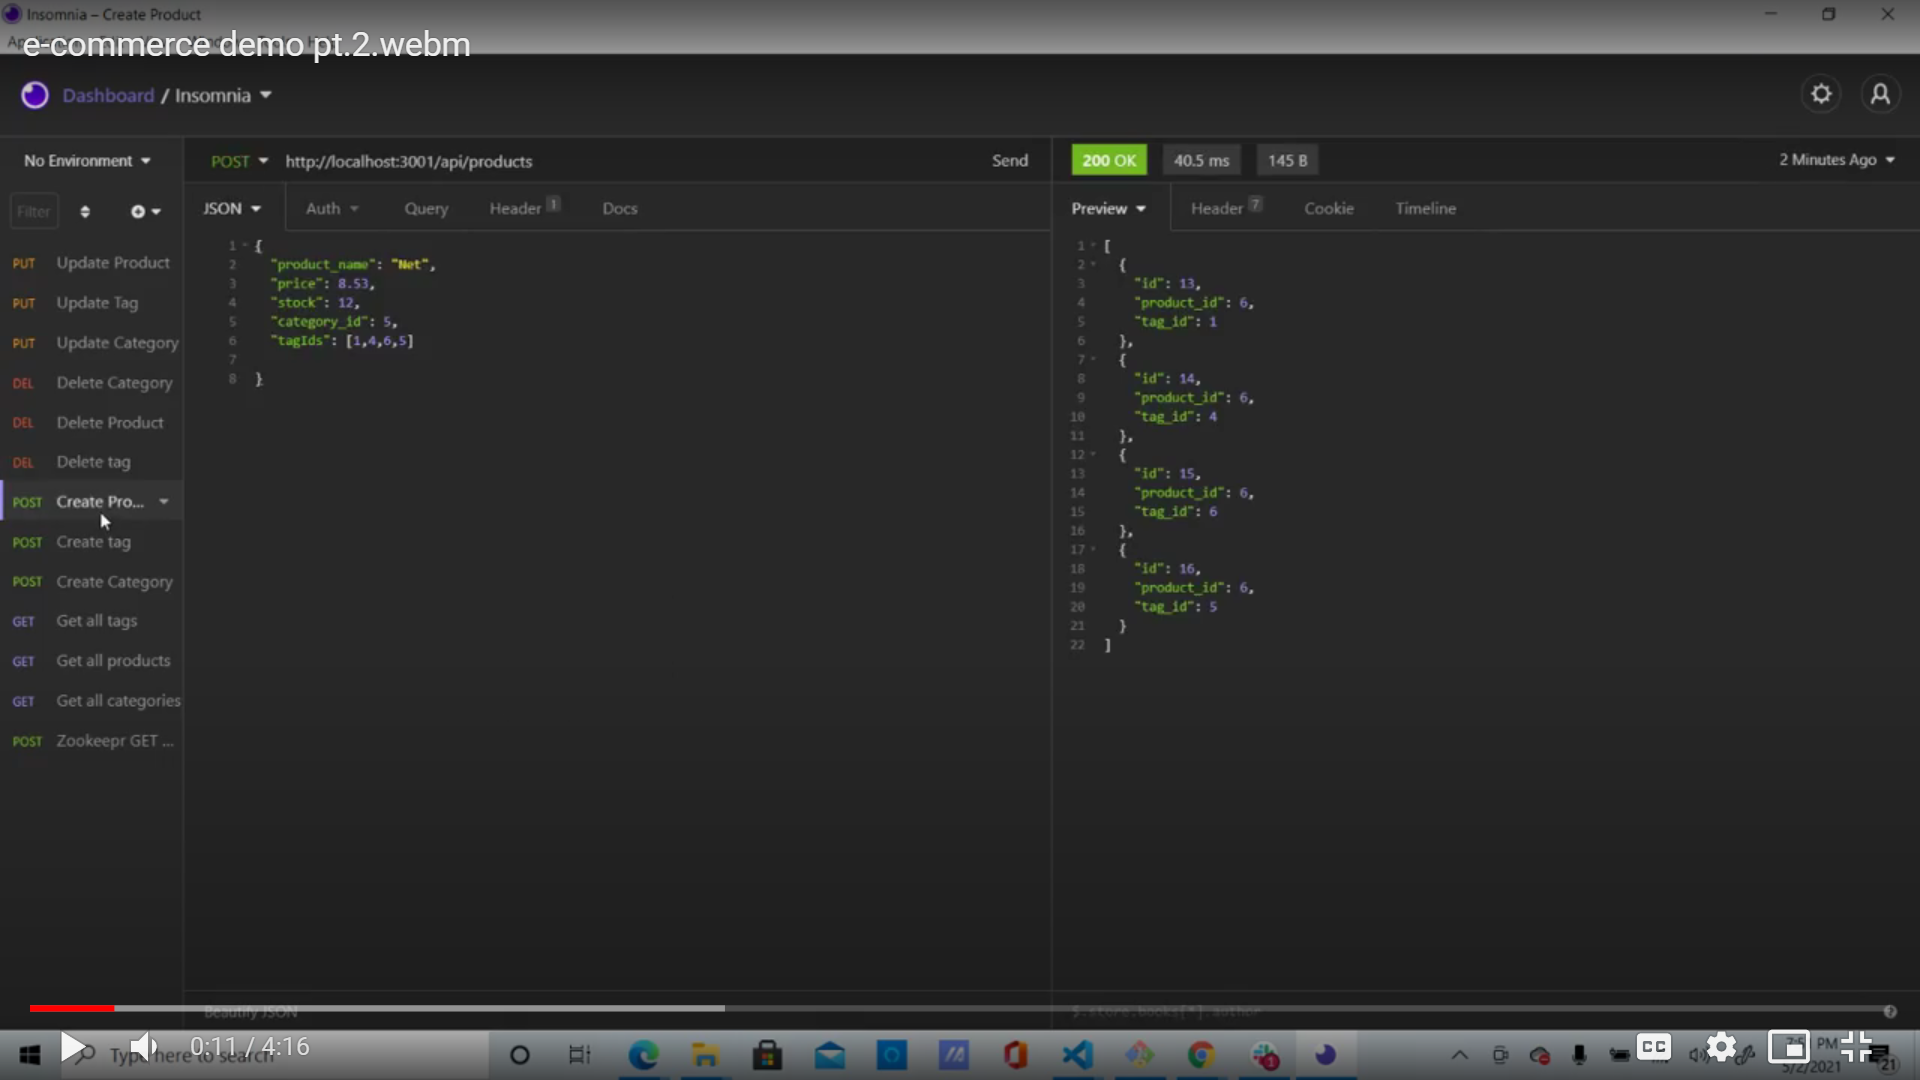 Insomnia – Create Product
e-commerce demo pt.2.webm
Dashboard / Insomnia
No Environment
POST http://localhost:3001/api/products Send
200 OK 40.5 ms 145 B 2 Minutes Ago
Filter
JSON Auth Query Header 1 Docs
Preview Header 7 Cookie Timeline
PUT Update Product
PUT Update Tag
PUT Update Category
DEL Delete Category
DEL Delete Product
DEL Delete tag
POST Create Pro...
POST Create tag
POST Create Category
GET Get all tags
GET Get all products
GET Get all categories
POST Zookeepr GET ...
1 {
2 "product_name": "Net",
3 "price": 8.53,
4 "stock": 12,
5 "category_id": 5,
6 "tagIds": [1,4,6,5]
7
8 }
1 [
2 {
3 "id": 13,
4 "product_id": 6,
5 "tag_id": 1
6 },
7 {
8 "id": 14,
9 "product_id": 6,
10 "tag_id": 4
11 },
12 {
13 "id": 15,
14 "product_id": 6,
15 "tag_id": 6
16 },
17 {
18 "id": 16,
19 "product_id": 6,
20 "tag_id": 5
21 }
22 ]
Beautify JSON
$.store.books[*].author
0:11 / 4:16
Type here to search
CC
PM
5/2/2021
21